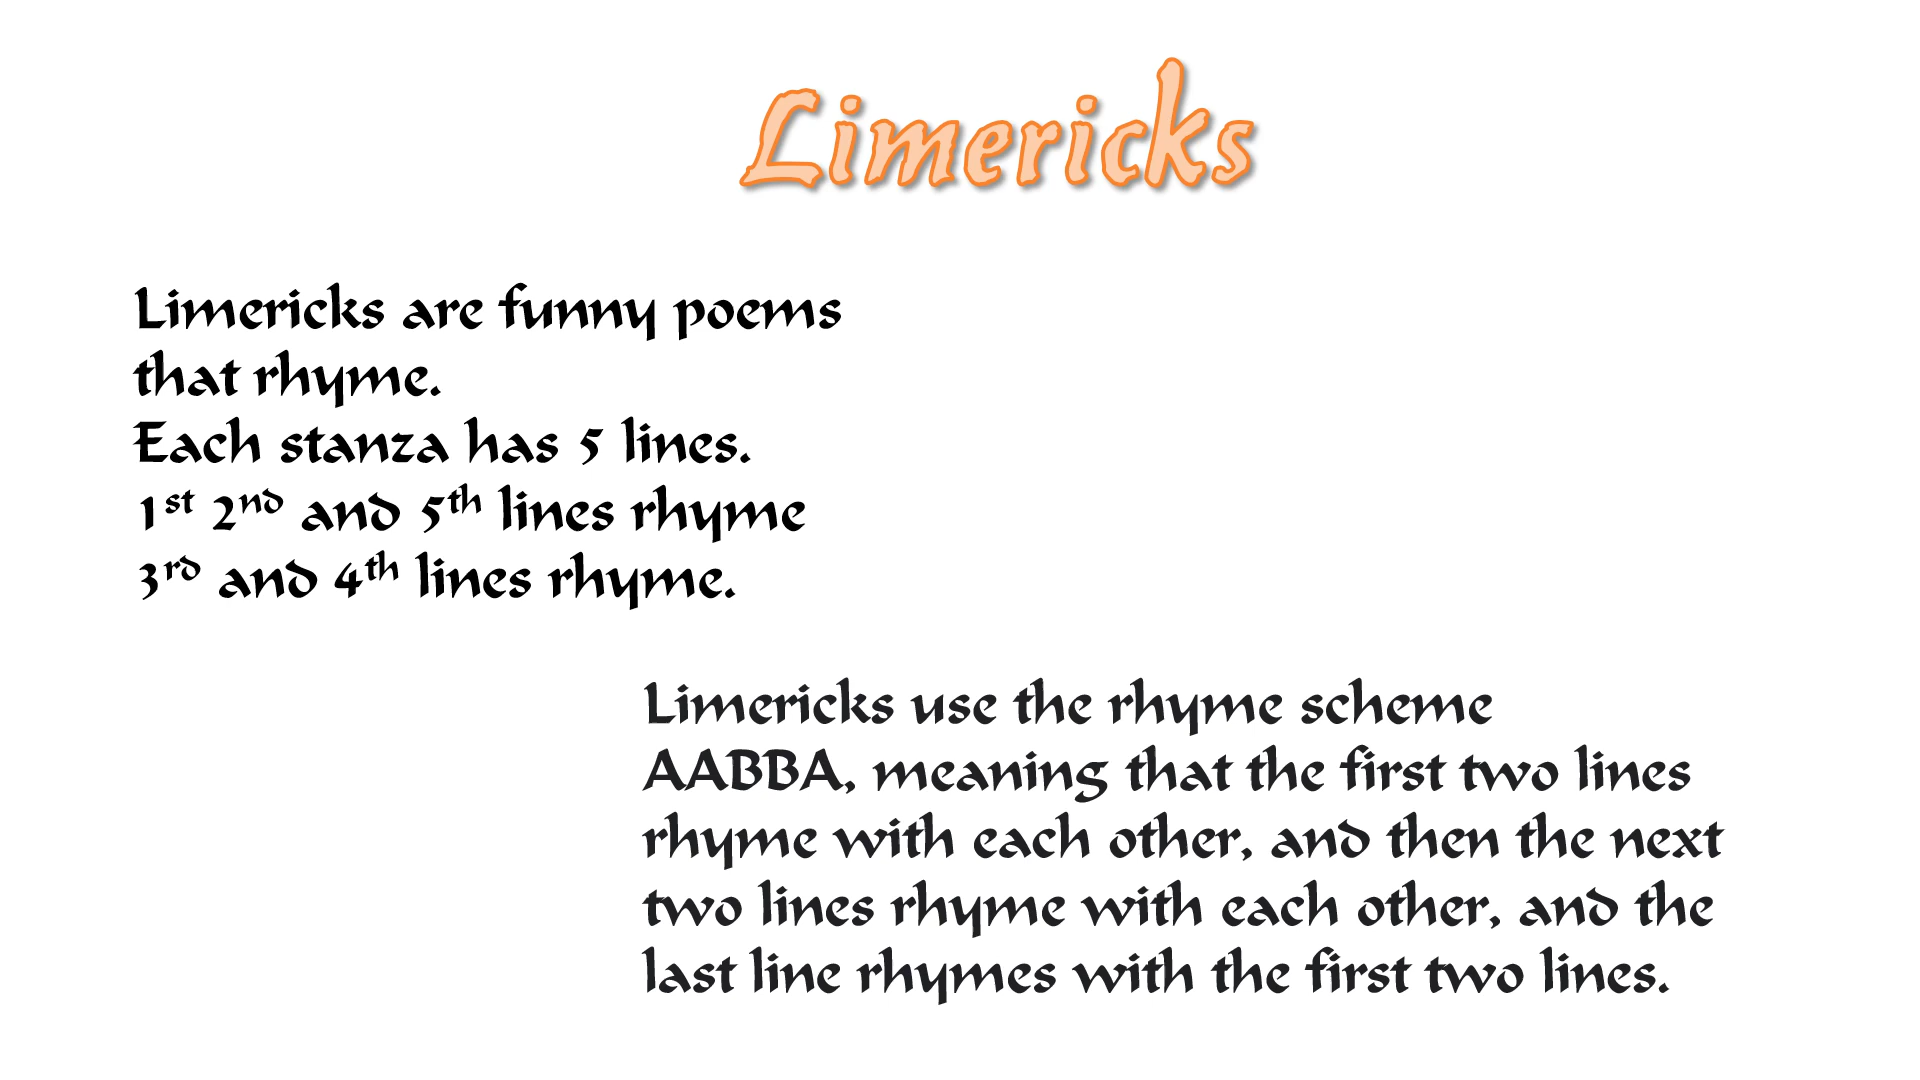 Limericks
Limericks are funny poems
that rhyme.
Each stanza has 5 lines.
1st 2nd and 5th lines rhyme
3rd and 4th lines rhyme.
Limericks use the rhyme scheme
AABBA, meaning that the first two lines
rhyme with each other, and then the next
two lines rhyme with each other, and the
last line rhymes with the first two lines.